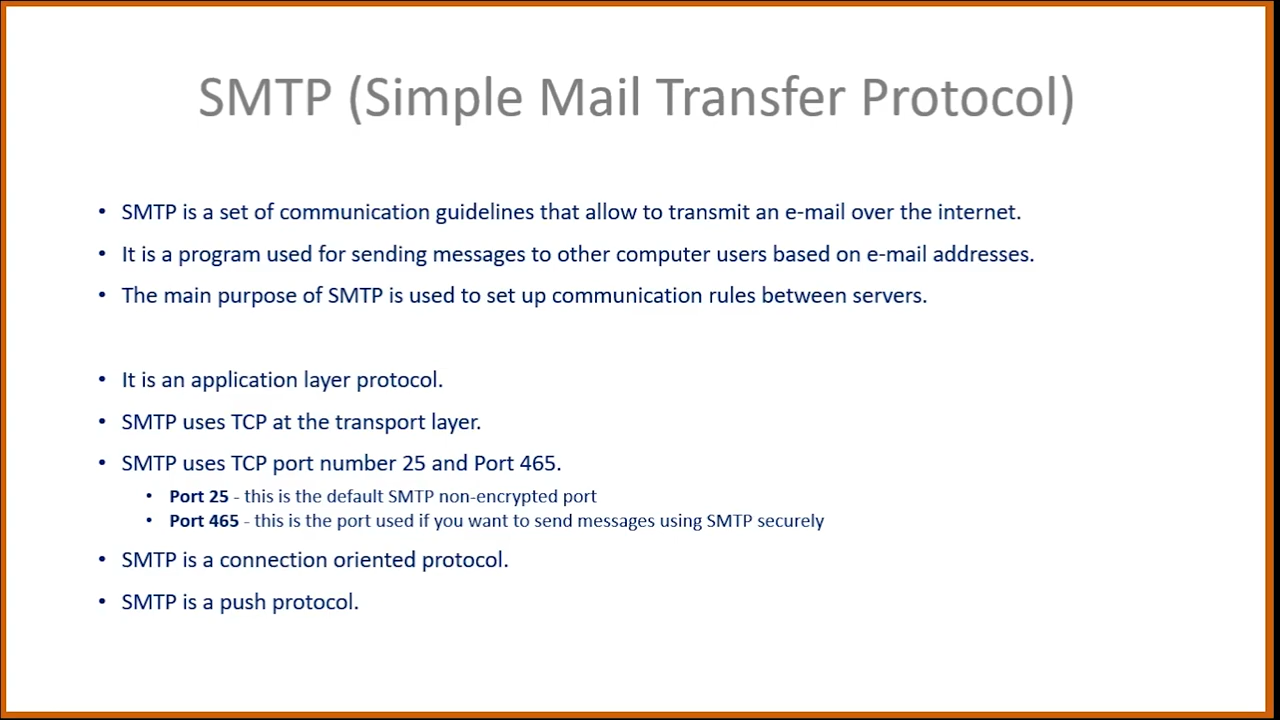 SMTP (Simple Mail Transfer Protocol)
• SMTP is a set of communication guidelines that allow to transmit an e-mail over the internet.
• It is a program used for sending messages to other computer users based on e-mail addresses.
• The main purpose of SMTP is used to set up communication rules between servers.
• It is an application layer protocol.
• SMTP uses TCP at the transport layer.
• SMTP uses TCP port number 25 and Port 465.
• Port 25 - this is the default SMTP non-encrypted port
• Port 465 - this is the port used if you want to send messages using SMTP securely
• SMTP is a connection oriented protocol.
• SMTP is a push protocol.